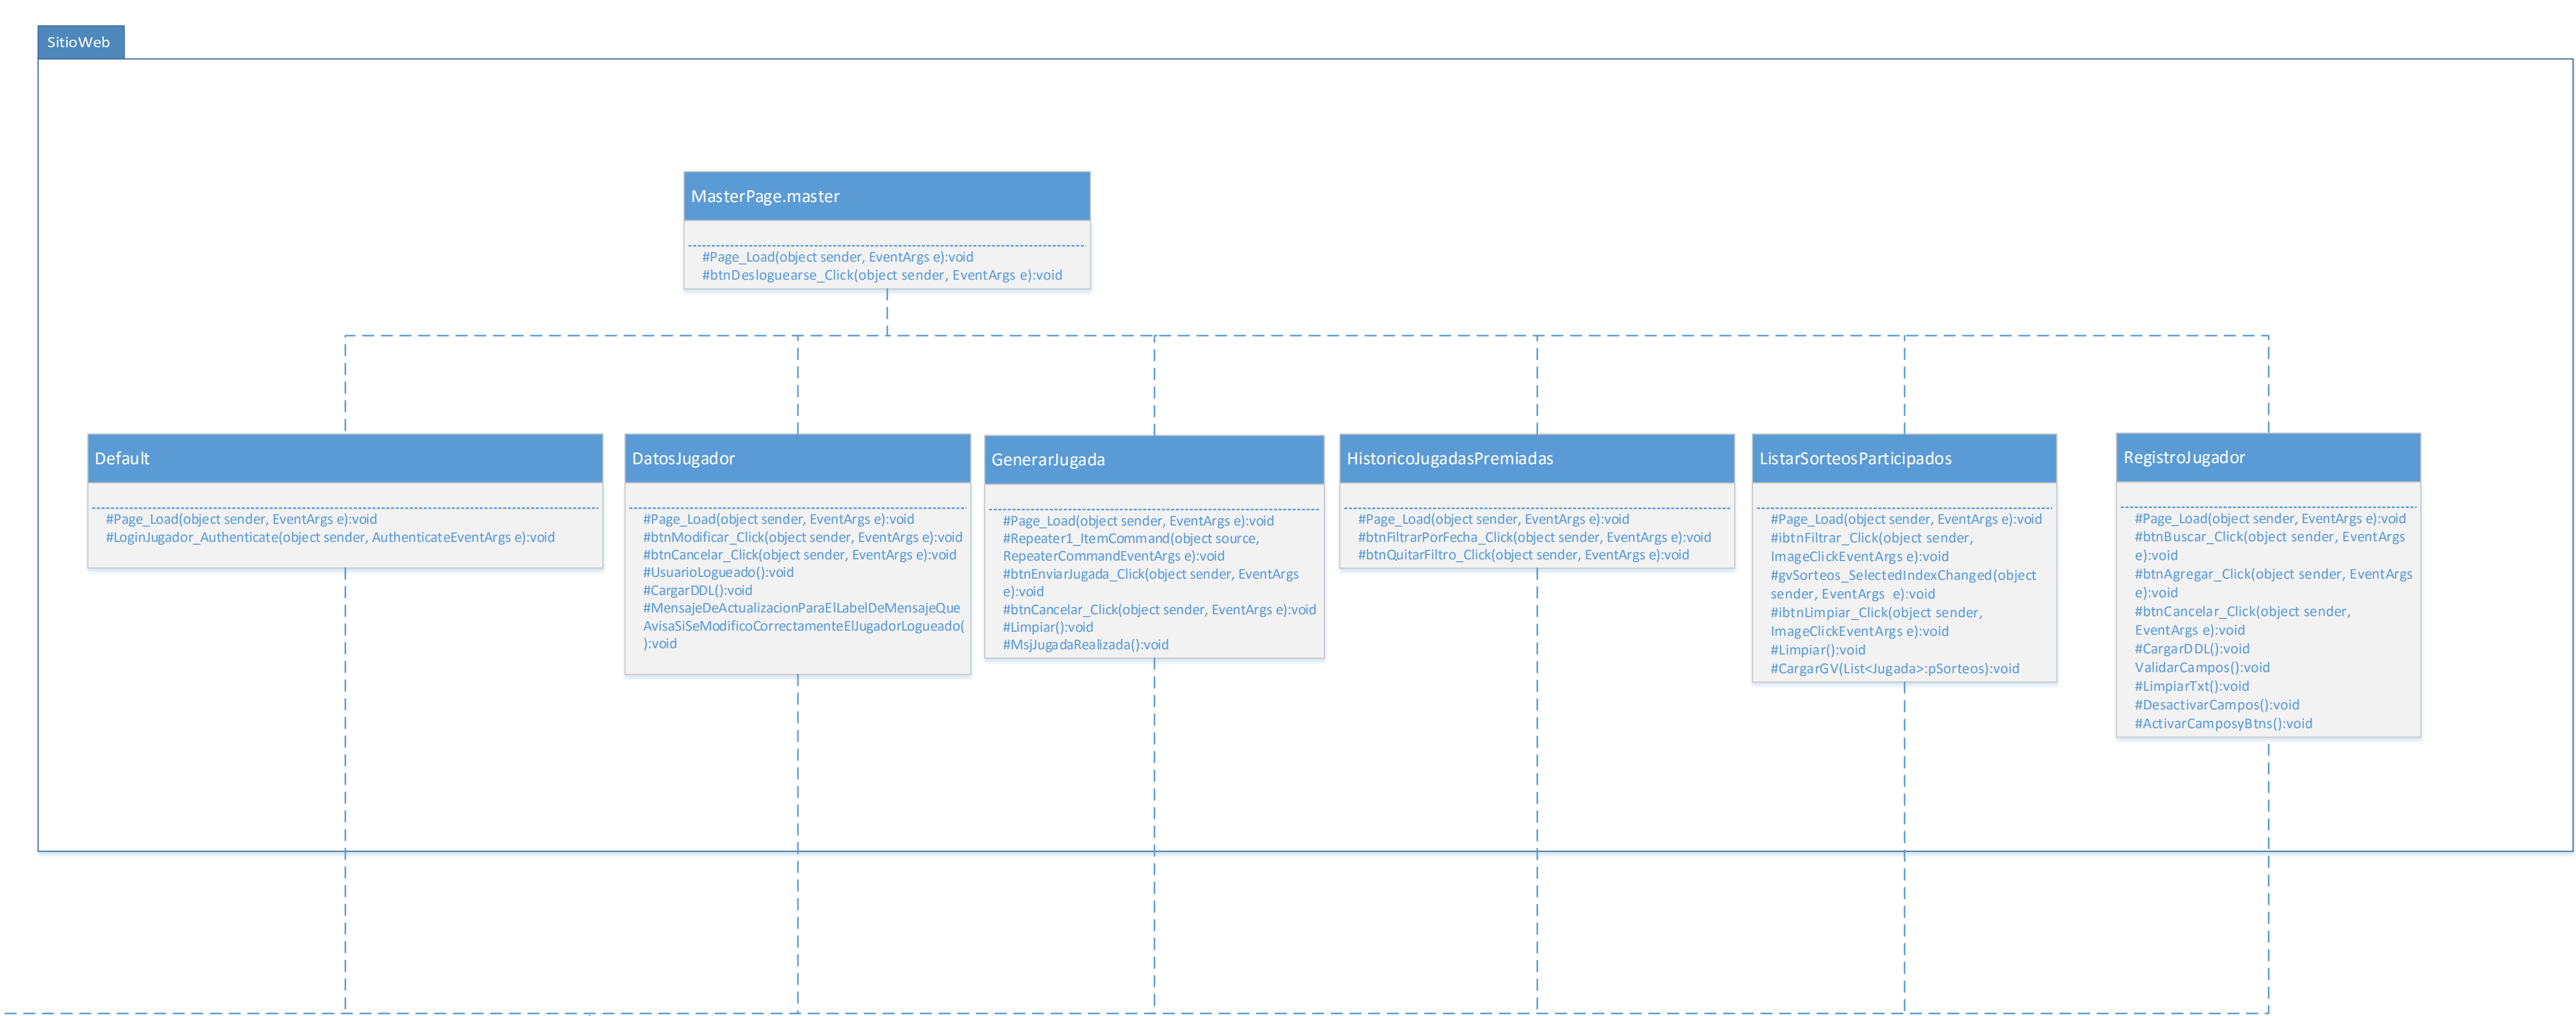 SitioWeb
MasterPage.master
#Page_Load(object sender, EventArgs e):void
#btnDesloguearse_Click(object sender, EventArgs e):void
Default
#Page_Load(object sender, EventArgs e):void
#LoginJugador_Authenticate(object sender, AuthenticateEventArgs e):void
DatosJugador
#Page_Load(object sender, EventArgs e):void
#btnModificar_Click(object sender, EventArgs e):void
#btnCancelar_Click(object sender, EventArgs e):void
#UsuarioLogueado():void
#CargarDDL():void
#MensajeDeActualizacionParaElLabelDeMensajeQue
AvisaSiSeModificoCorrectamenteElJugadorLogueado(
):void
GenerarJugada
#Page_Load(object sender, EventArgs e):void
#Repeater1_ItemCommand(object source,
RepeaterCommandEventArgs e):void
#btnEnviarJugada_Click(object sender, EventArgs
e):void
#btnCancelar_Click(object sender, EventArgs e):void
#Limpiar():void
#MsjJugadaRealizada():void
HistoricoJugadasPremiadas
#Page_Load(object sender, EventArgs e):void
#btnFiltrarPorFecha_Click(object sender, EventArgs e):void
#btnQuitarFiltro_Click(object sender, EventArgs e):void
ListarSorteosParticipados
#Page_Load(object sender, EventArgs e):void
#ibtnFiltrar_Click(object sender,
ImageClickEventArgs e):void
#gvSorteos_SelectedIndexChanged(object
sender, EventArgs  e):void
#ibtnLimpiar_Click(object sender,
ImageClickEventArgs e):void
#Limpiar():void
#CargarGV(List<Jugada>:pSorteos):void
RegistroJugador
#Page_Load(object sender, EventArgs e):void
#btnBuscar_Click(object sender, EventArgs
e):void
#btnAgregar_Click(object sender, EventArgs
e):void
#btnCancelar_Click(object sender,
EventArgs e):void
#CargarDDL():void
ValidarCampos():void
#LimpiarTxt():void
#DesactivarCampos():void
#ActivarCamposyBtns():void